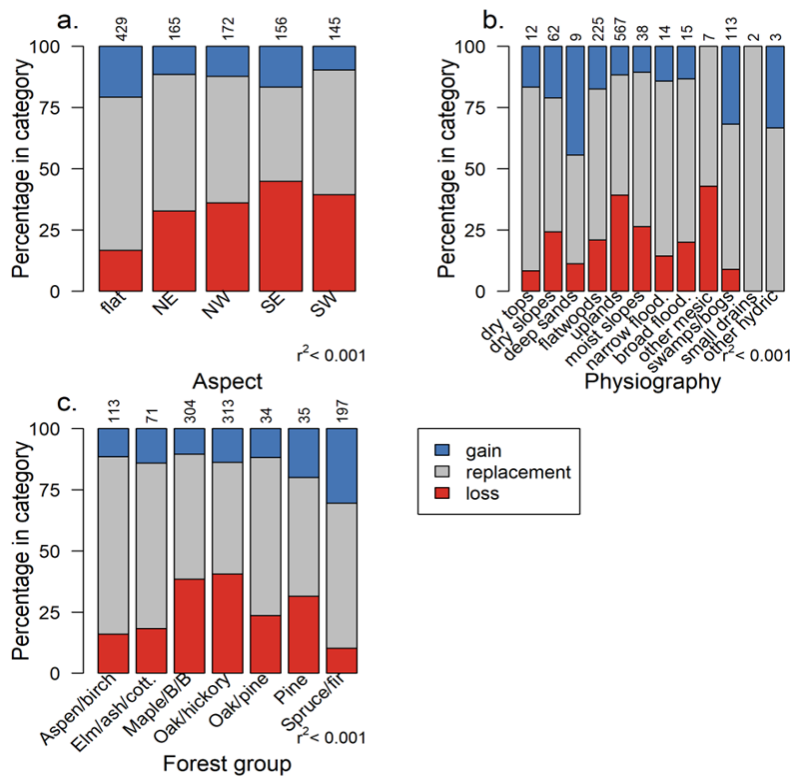 a.
429 165 172 156 145
Percentage in category
100
75
50
25
0
flat NE NW SE SW
r²< 0.001
Aspect
b.
12 62 9 225 567 38 14 15 7 113 2 3
Percentage in category
100
75
50
25
0
dry tops dry slopes deep sands flatwoods uplands moist slopes narrow flood. broad flood. other mesic swamps/bogs small drains other hydric
r²< 0.001
Physiography
c.
113 71 304 313 34 35 197
Percentage in category
100
75
50
25
0
Aspen/birch Elm/ash/cott. Maple/B/B Oak/hickory Oak/pine Pine Spruce/fir
r²< 0.001
Forest group
gain
replacement
loss